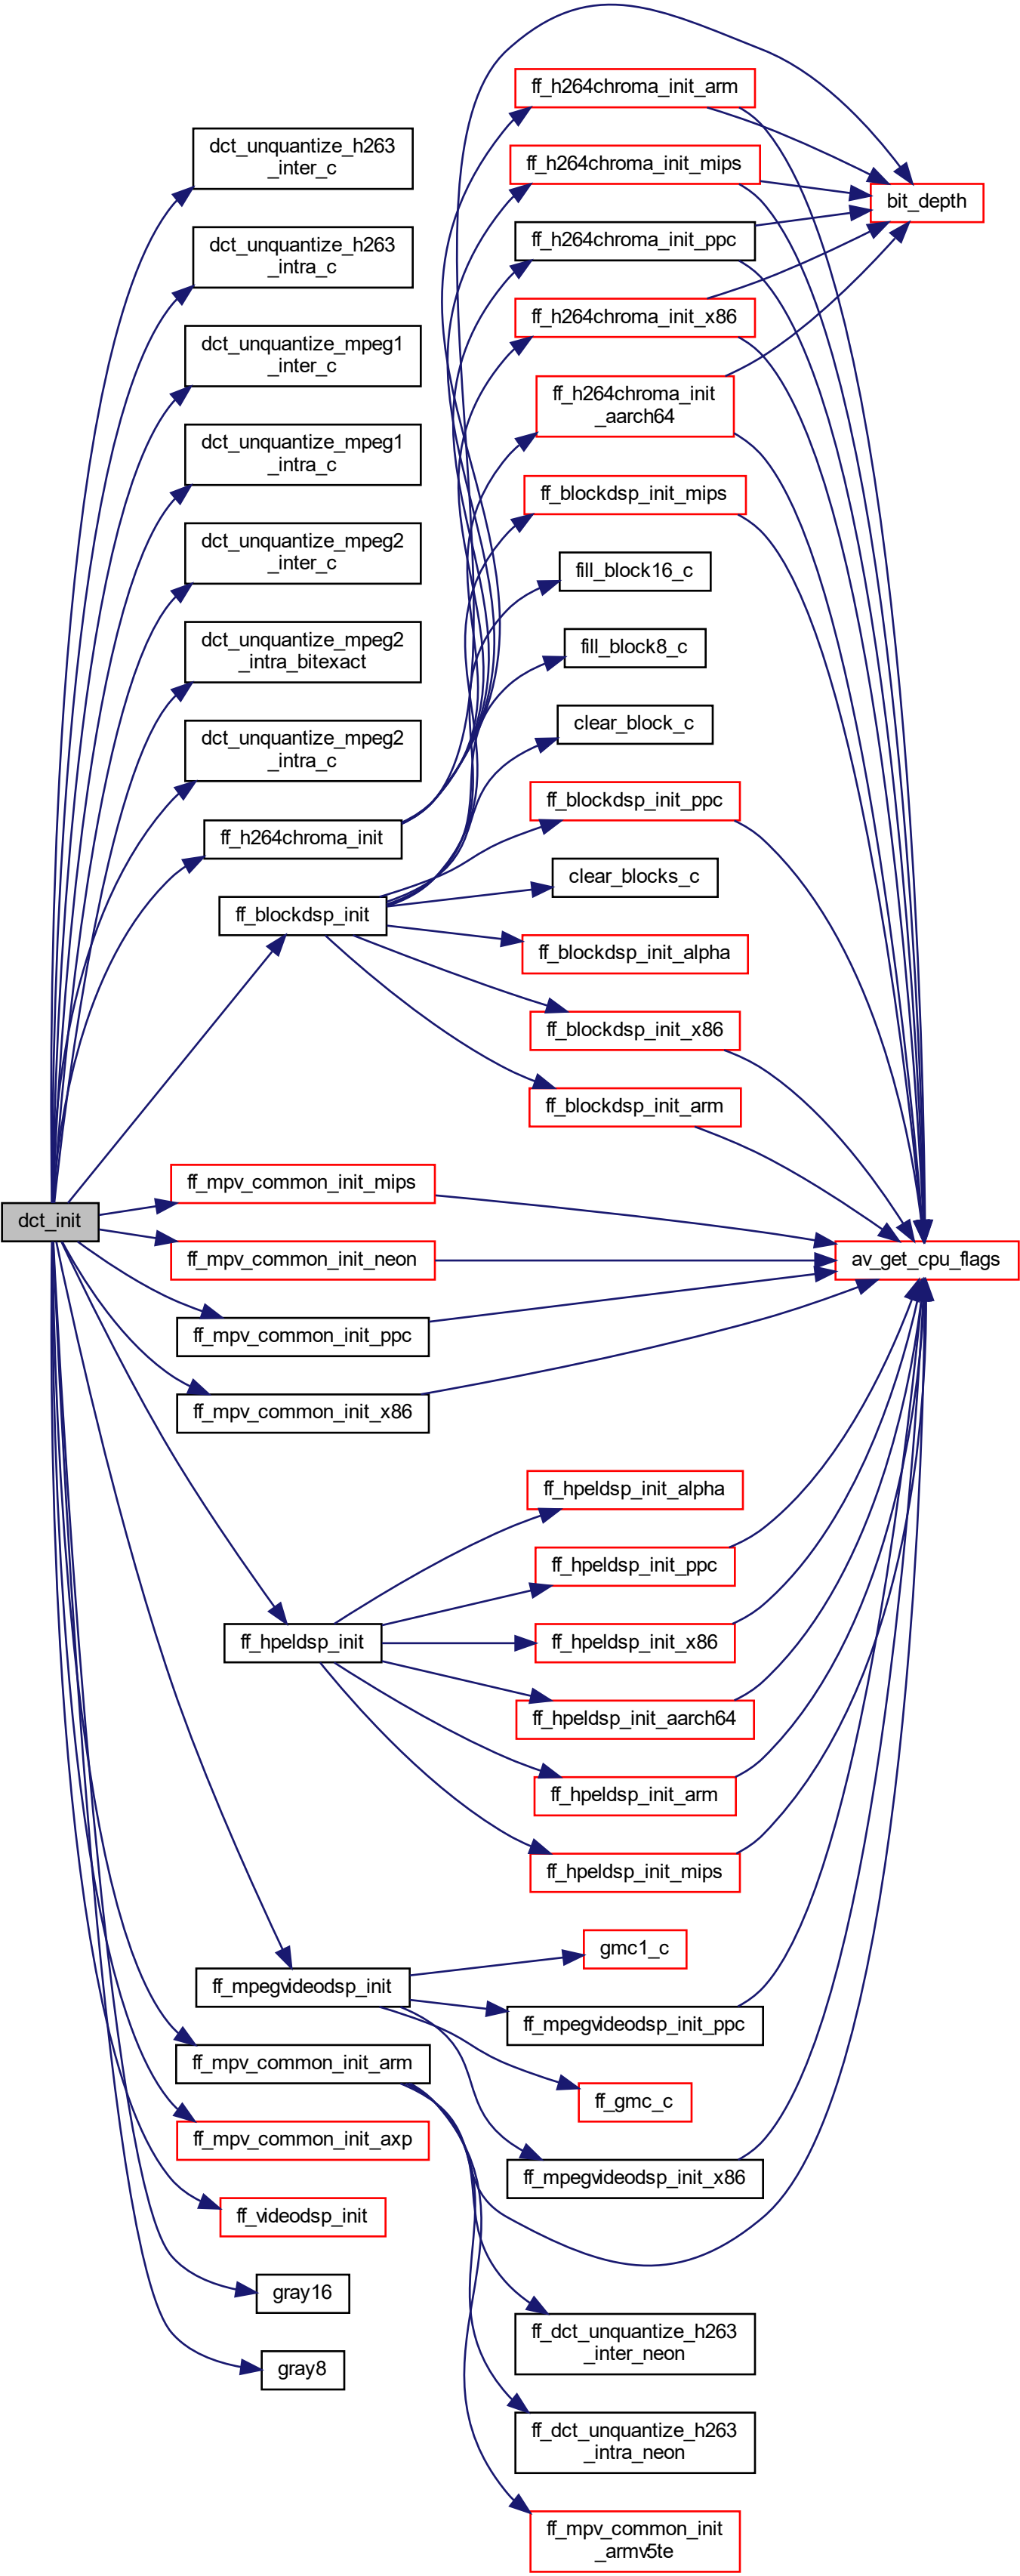 dct_init
dct_unquantize_h263
_inter_c
dct_unquantize_h263
_intra_c
dct_unquantize_mpeg1
_inter_c
dct_unquantize_mpeg1
_intra_c
dct_unquantize_mpeg2
_inter_c
dct_unquantize_mpeg2
_intra_bitexact
dct_unquantize_mpeg2
_intra_c
ff_h264chroma_init
ff_blockdsp_init
ff_mpv_common_init_mips
ff_mpv_common_init_neon
ff_mpv_common_init_ppc
ff_mpv_common_init_x86
ff_hpeldsp_init
ff_mpegvideodsp_init
ff_mpv_common_init_arm
ff_mpv_common_init_axp
ff_videodsp_init
gray16
gray8
ff_h264chroma_init_arm
ff_h264chroma_init_mips
ff_h264chroma_init_ppc
ff_h264chroma_init_x86
ff_h264chroma_init
_aarch64
ff_blockdsp_init_mips
fill_block16_c
fill_block8_c
clear_block_c
ff_blockdsp_init_ppc
clear_blocks_c
ff_blockdsp_init_alpha
ff_blockdsp_init_x86
ff_blockdsp_init_arm
ff_hpeldsp_init_alpha
ff_hpeldsp_init_ppc
ff_hpeldsp_init_x86
ff_hpeldsp_init_aarch64
ff_hpeldsp_init_arm
ff_hpeldsp_init_mips
gmc1_c
ff_mpegvideodsp_init_ppc
ff_gmc_c
ff_mpegvideodsp_init_x86
ff_dct_unquantize_h263
_inter_neon
ff_dct_unquantize_h263
_intra_neon
ff_mpv_common_init
_armv5te
bit_depth
av_get_cpu_flags